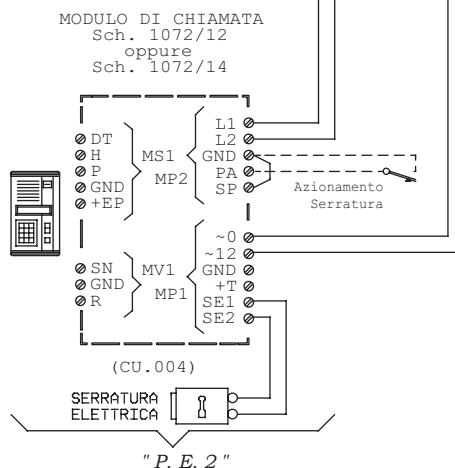 MODULO DI CHIAMATA
Sch. 1072/12
oppure
Sch. 1072/14
L1
L2
GND
PA
SP
DT
H
P
GND
+EP
MS1
MP2
Azionamento
Serratura
~0
~12
GND
+T
SE1
SE2
SN
GND
R
MV1
MP1
(CU.004)
SERRATURA
ELETTRICA
"P. E. 2"